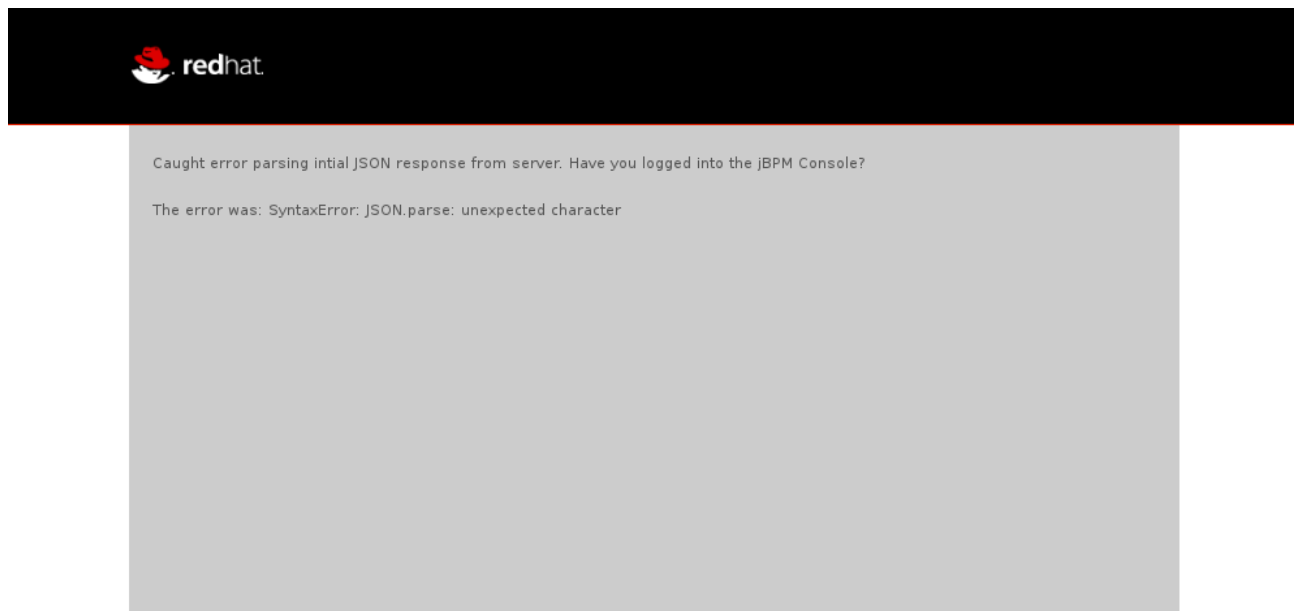 redhat.
Caught error parsing intial JSON response from server. Have you logged into the jBPM Console?
The error was: SyntaxError: JSON.parse: unexpected character